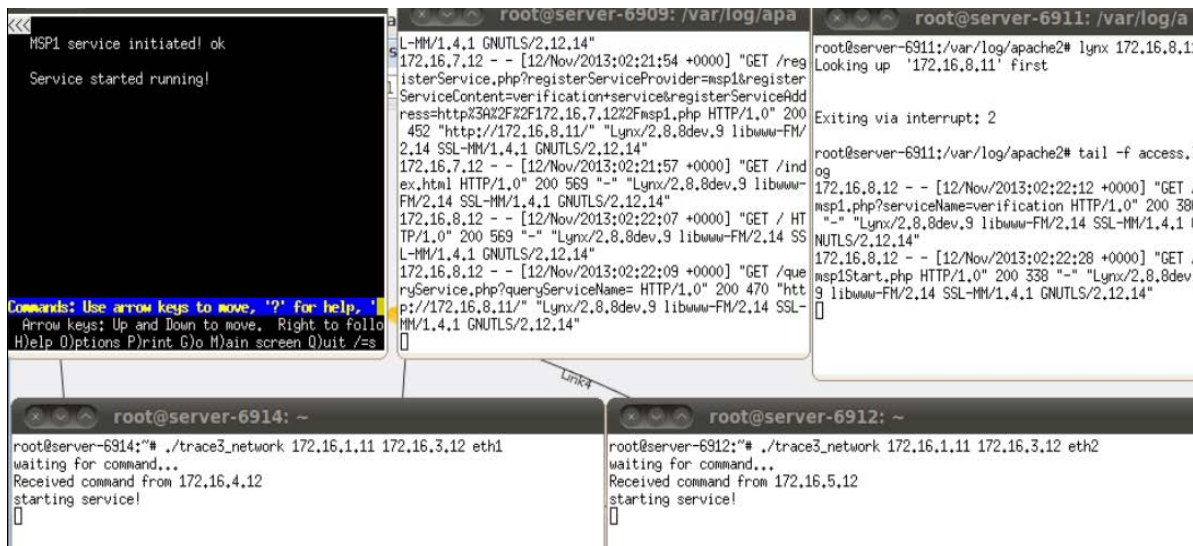 <<<
MSP1 service initiated! ok
Service started running!
Commands: Use arrow keys to move, '?' for help, '
Arrow keys: Up and Down to move. Right to follo
H)elp O)ptions P)rint G)o M)ain screen Q)uit /=s
root@server-6909: /var/log/apa
L-MM/1.4.1 GNUTLS/2.12.14"
172.16.7.12 - - [12/Nov/2013:02:21:54 +0000] "GET /reg
isterService.php?registerServiceProvider=msp1&register
ServiceContent=verification+service&registerServiceAdd
ress=http%3A%2F%2F172.16.7.12%2Fmsp1.php HTTP/1.0" 200
452 "http://172.16.8.11/" "Lynx/2.8.8dev.9 libwww-FM/
2.14 SSL-MM/1.4.1 GNUTLS/2.12.14"
172.16.7.12 - - [12/Nov/2013:02:21:57 +0000] "GET /ind
ex.html HTTP/1.0" 200 569 "-" "Lynx/2.8.8dev.9 libwww-
FM/2.14 SSL-MM/1.4.1 GNUTLS/2.12.14"
172.16.8.12 - - [12/Nov/2013:02:22:07 +0000] "GET / HT
TP/1.0" 200 569 "-" "Lynx/2.8.8dev.9 libwww-FM/2.14 SS
L-MM/1.4.1 GNUTLS/2.12.14"
172.16.8.12 - - [12/Nov/2013:02:22:09 +0000] "GET /que
ryService.php?queryServiceName= HTTP/1.0" 200 470 "htt
p://172.16.8.11/" "Lynx/2.8.8dev.9 libwww-FM/2.14 SSL-
MM/1.4.1 GNUTLS/2.12.14"
root@server-6911: /var/log/a
root@server-6911:/var/log/apache2# lynx 172.16.8.11
Looking up '172.16.8.11' first
Exiting via interrupt: 2
root@server-6911:/var/log/apache2# tail -f access.l
og
172.16.8.12 - - [12/Nov/2013:02:22:12 +0000] "GET /
msp1.php?serviceName=verification HTTP/1.0" 200 380
"-" "Lynx/2.8.8dev.9 libwww-FM/2.14 SSL-MM/1.4.1 G
NUTLS/2.12.14"
172.16.8.12 - - [12/Nov/2013:02:22:28 +0000] "GET /
msp1Start.php HTTP/1.0" 200 338 "-" "Lynx/2.8.8dev.
9 libwww-FM/2.14 SSL-MM/1.4.1 GNUTLS/2.12.14"
Link4
root@server-6914: ~
root@server-6914:~# ./trace3_network 172.16.1.11 172.16.3.12 eth1
waiting for command...
Received command from 172.16.4.12
starting service!
root@server-6912: ~
root@server-6912:~# ./trace3_network 172.16.1.11 172.16.3.12 eth2
waiting for command...
Received command from 172.16.5.12
starting service!